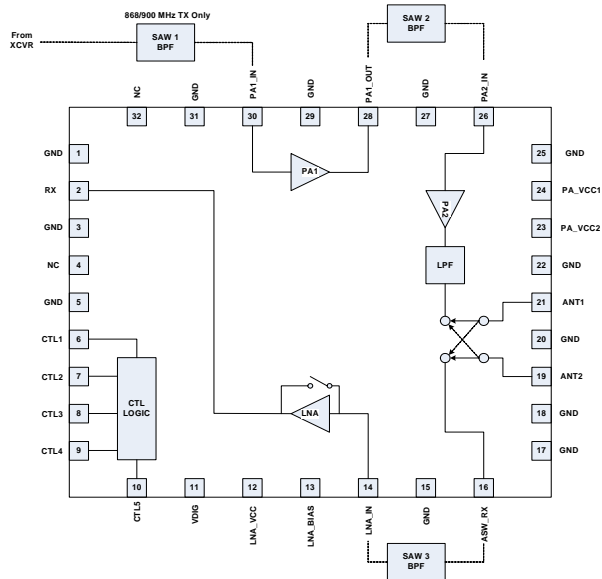 868/900 MHz TX Only
From
XCVR
SAW 1
BPF
SAW 2
BPF
NC
GND
PA1_IN
GND
PA1_OUT
GND
PA2_IN
32
31
30
29
28
27
26
GND 1
RX 2
GND 3
NC 4
GND 5
CTL1 6
CTL2 7
CTL3 8
CTL4 9
CTL
LOGIC
PA1
PA2
LPF
LNA
25 GND
24 PA_VCC1
23 PA_VCC2
22 GND
21 ANT1
20 GND
19 ANT2
18 GND
17 GND
10
11
12
13
14
15
16
CTL5
VDIG
LNA_VCC
LNA_BIAS
LNA_IN
GND
ASW_RX
SAW 3
BPF